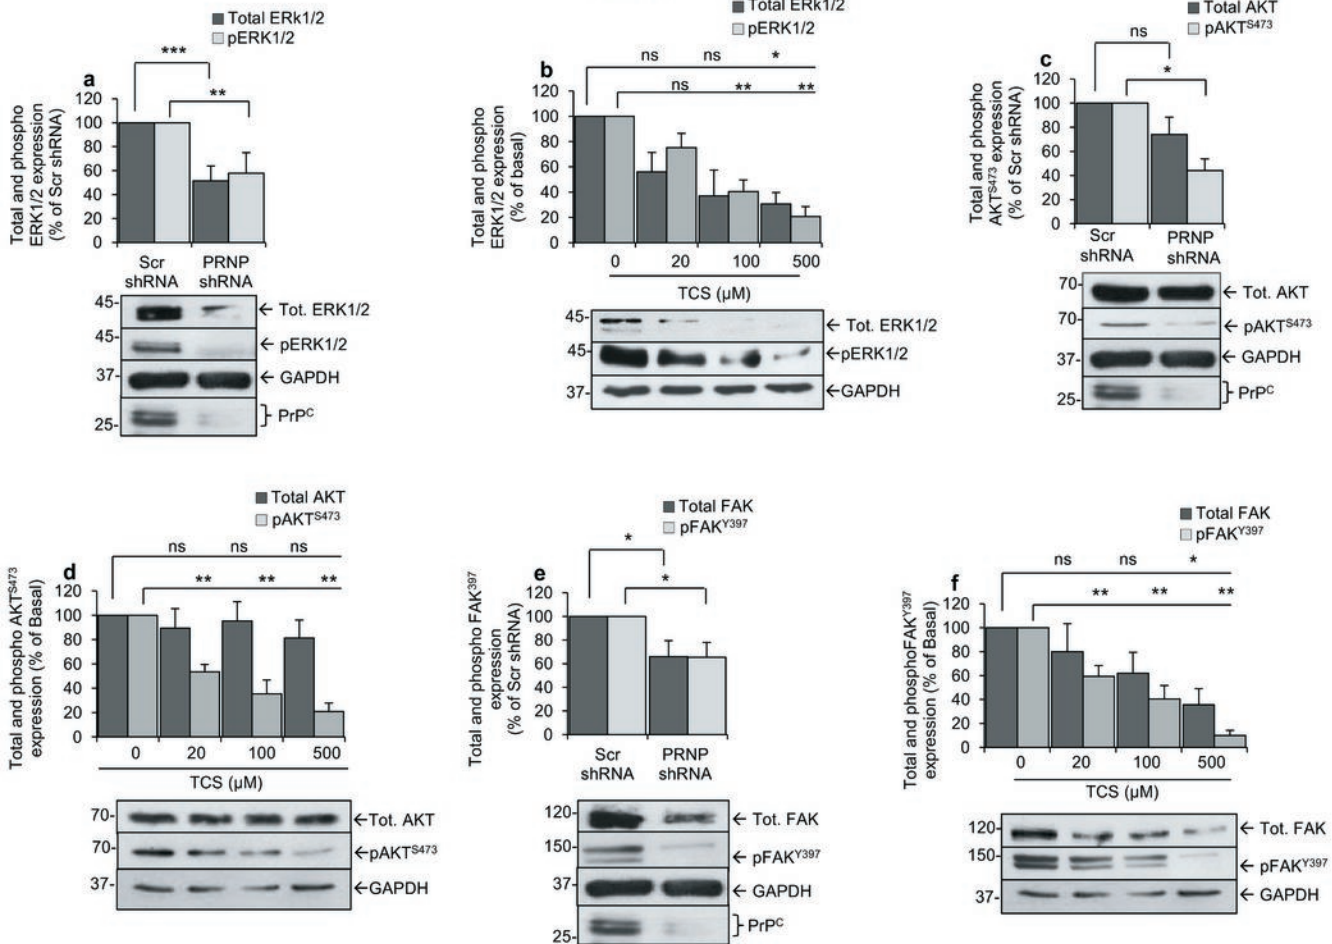 Total ERk1/2
pERK1/2
***
**
a
Total and phospho
ERK1/2 expression
(% of Scr shRNA)
120
100
80
60
40
20
0
Scr
shRNA
PRNP
shRNA
45-
← Tot. ERK1/2
45-
← pERK1/2
37-
← GAPDH
25-
PrPC
Total ERk1/2
pERK1/2
ns ns *
ns ** **
b
Total and phospho
ERK1/2 expression
(% of basal)
120
100
80
60
40
20
0
0 20 100 500
TCS (µM)
45-
← Tot. ERK1/2
45-
←pERK1/2
37-
←GAPDH
Total AKT
pAKTS473
ns
*
c
Total and phospho
AKTS473 expression
(% of Scr shRNA)
120
100
80
60
40
20
0
Scr
shRNA
PRNP
shRNA
70-
← Tot. AKT
70-
← pAKTS473
37-
← GAPDH
25-
PrPC
Total AKT
pAKTS473
ns ns ns
** ** **
d
Total and phospho AKTS473
expression (% of Basal)
120
100
80
60
40
20
0
0 20 100 500
TCS (µM)
70-
←Tot. AKT
70-
←pAKTS473
37-
←GAPDH
Total FAK
pFAKY397
*
*
e
Total and phospho FAK397
expression
(% of Scr shRNA)
120
100
80
60
40
20
0
Scr
shRNA
PRNP
shRNA
120-
← Tot. FAK
150-
← pFAKY397
37-
← GAPDH
25-
PrPC
Total FAK
pFAKY397
ns ns *
** ** **
f
Total and phosphoFAKY397
expression (% of Basal)
120
100
80
60
40
20
0
0 20 100 500
TCS (µM)
120-
← Tot. FAK
150-
← pFAKY397
37-
← GAPDH